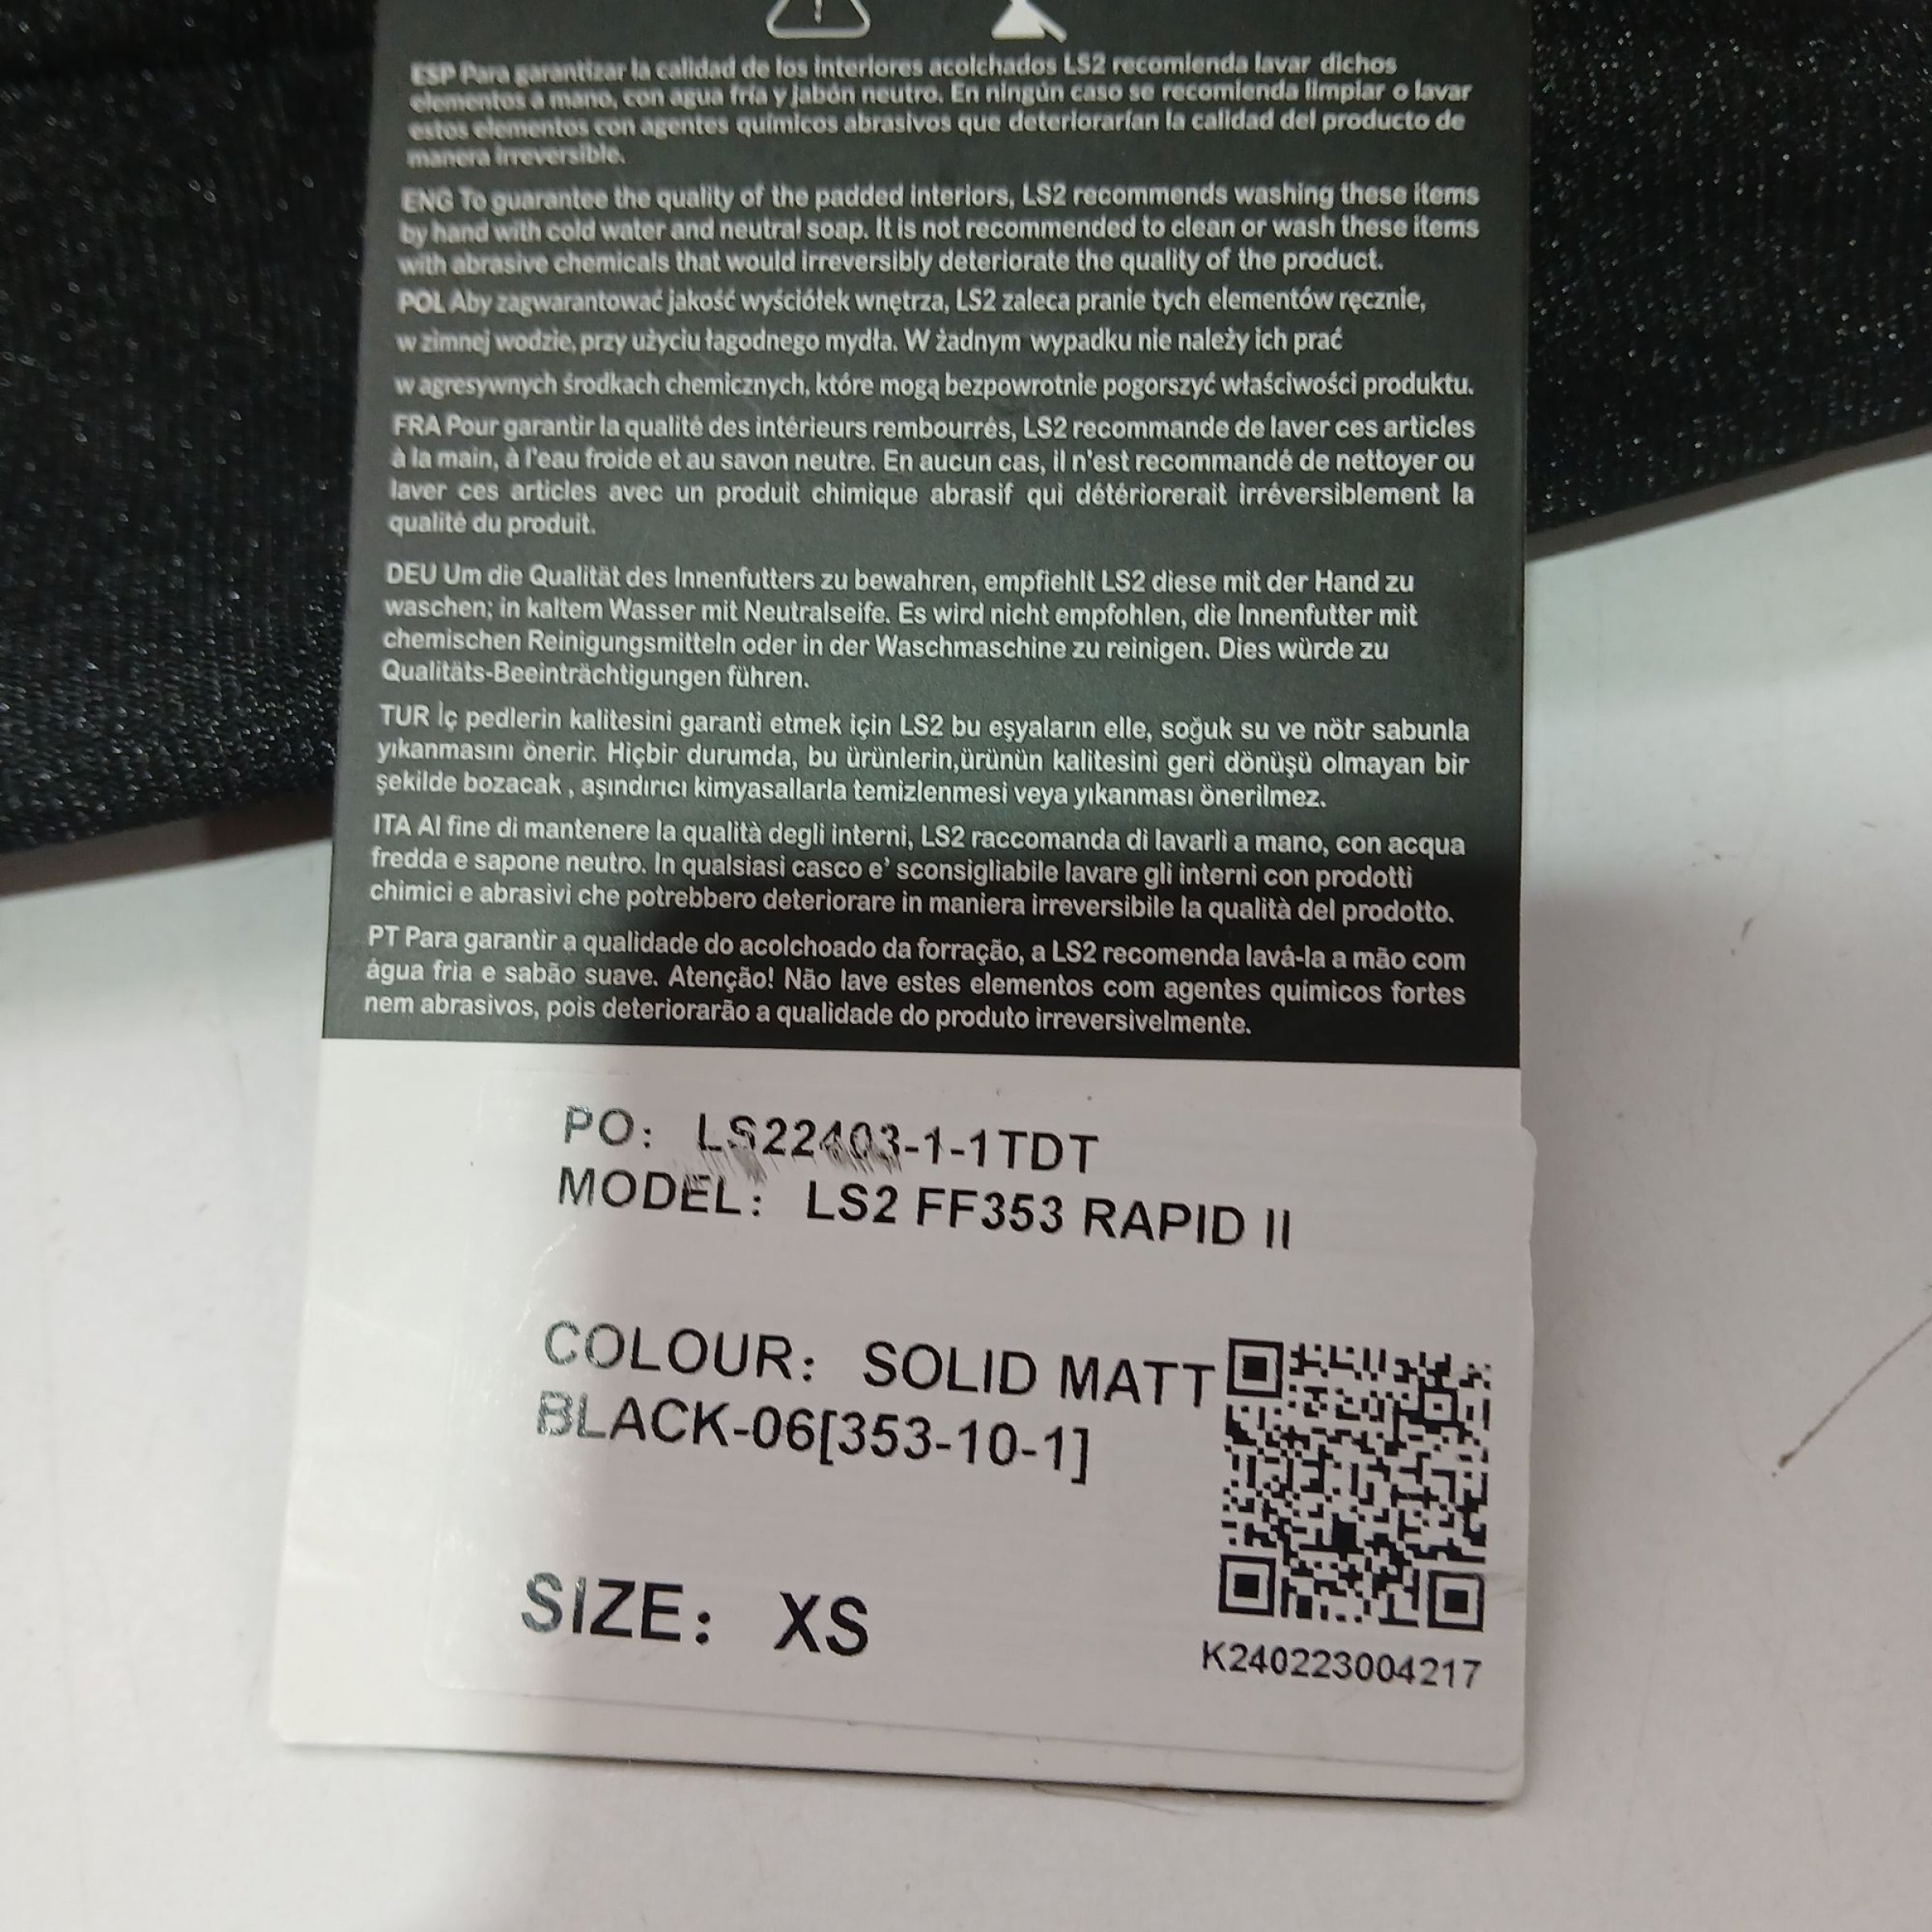 ESP Para garantizar la calidad de los interiores acolchados LS2 recomienda lavar dichos
elementos a mano, con agua fría y jabón neutro. En ningún caso se recomienda limpiar o lavar
estos elementos con agentes químicos abrasivos que deteriorarían la calidad del producto de
manera irreversible.
ENG To guarantee the quality of the padded interiors, LS2 recommends washing these items
by hand with cold water and neutral soap. It is not recommended to clean or wash these items
with abrasive chemicals that would irreversibly deteriorate the quality of the product.
POL Aby zagwarantować jakość wyściółek wnętrza, LS2 zaleca pranie tych elementów ręcznie,
w zimnej wodzie, przy użyciu łagodnego mydła. W żadnym wypadku nie należy ich prać
w agresywnych środkach chemicznych, które mogą bezpowrotnie pogorszyć właściwości produktu.
FRA Pour garantir la qualité des intérieurs rembourrés, LS2 recommande de laver ces articles
à la main, à l'eau froide et au savon neutre. En aucun cas, il n'est recommandé de nettoyer ou
laver ces articles avec un produit chimique abrasif qui détériorerait irréversiblement la
qualité du produit.
DEU Um die Qualität des Innenfutters zu bewahren, empfiehlt LS2 diese mit der Hand zu
waschen; in kaltem Wasser mit Neutralseife. Es wird nicht empfohlen, die Innenfutter mit
chemischen Reinigungsmitteln oder in der Waschmaschine zu reinigen. Dies würde zu
Qualitäts-Beeinträchtigungen führen.
TUR İç pedlerin kalitesini garanti etmek için LS2 bu eşyaların elle, soğuk su ve nötr sabunla
yıkanmasını önerir. Hiçbir durumda, bu ürünlerin,ürünün kalitesini geri dönüşü olmayan bir
şekilde bozacak , aşındırıcı kimyasallarla temizlenmesi veya yıkanması önerilmez.
ITA Al fine di mantenere la qualità degli interni, LS2 raccomanda di lavarli a mano, con acqua
fredda e sapone neutro. In qualsiasi casco e' sconsigliabile lavare gli interni con prodotti
chimici e abrasivi che potrebbero deteriorare in maniera irreversibile la qualità del prodotto.
PT Para garantir a qualidade do acolchoado da forração, a LS2 recomenda lavá-la a mão com
água fria e sabão suave. Atenção! Não lave estes elementos com agentes químicos fortes
nem abrasivos, pois deteriorarão a qualidade do produto irreversivelmente.
PO: LS22403-1-1TDT
MODEL: LS2 FF353 RAPID II
COLOUR: SOLID MATT
BLACK-06[353-10-1]
SIZE: XS
K240223004217